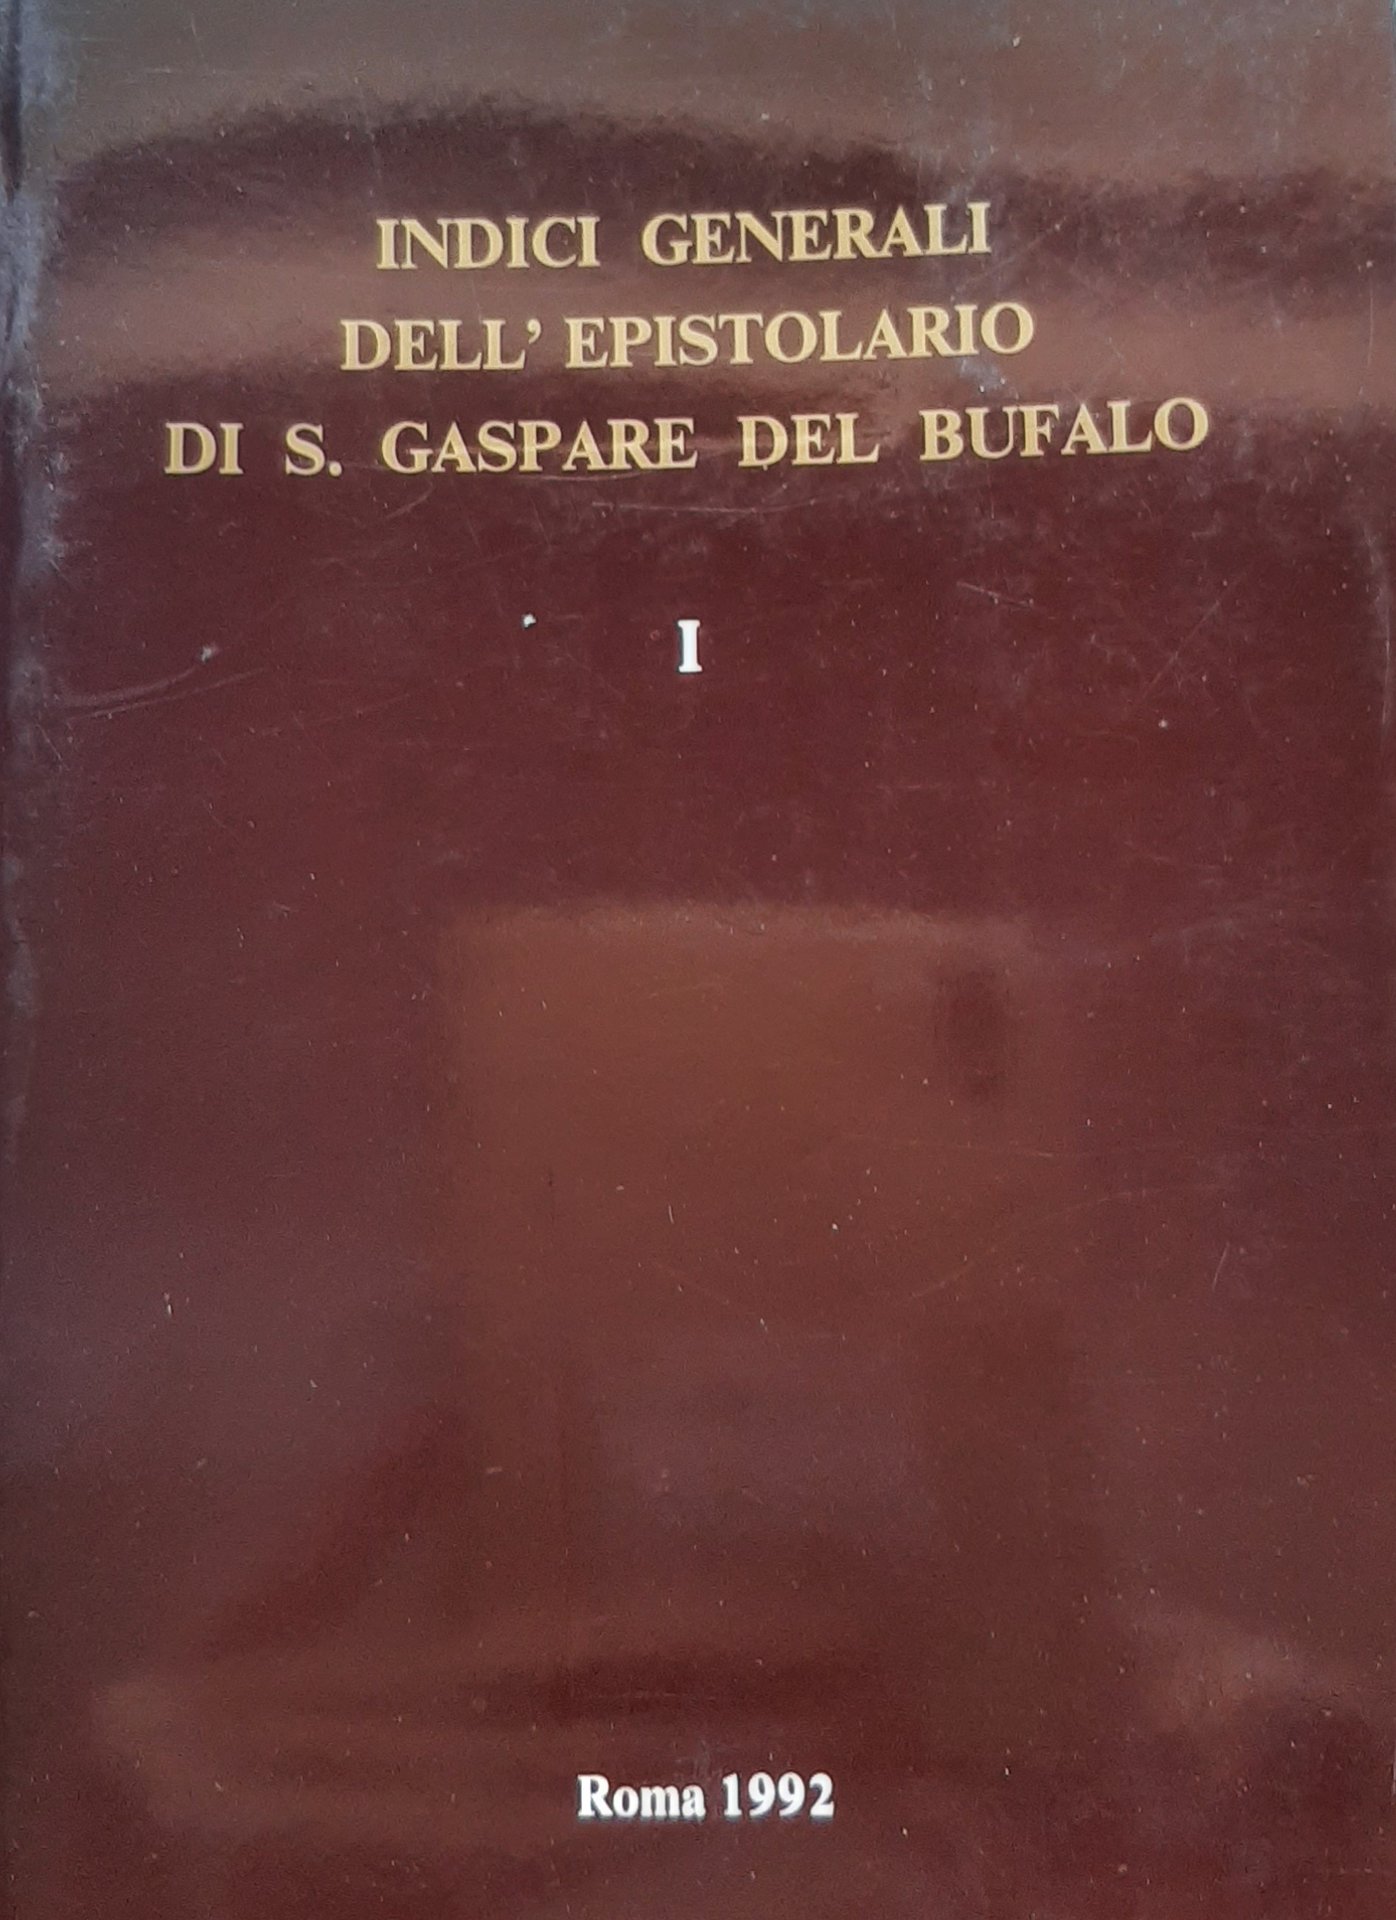 INDICI GENERALI
DELL' EPISTOLARIO
DI S. GASPARE DEL BUFALO
I
Roma 1992